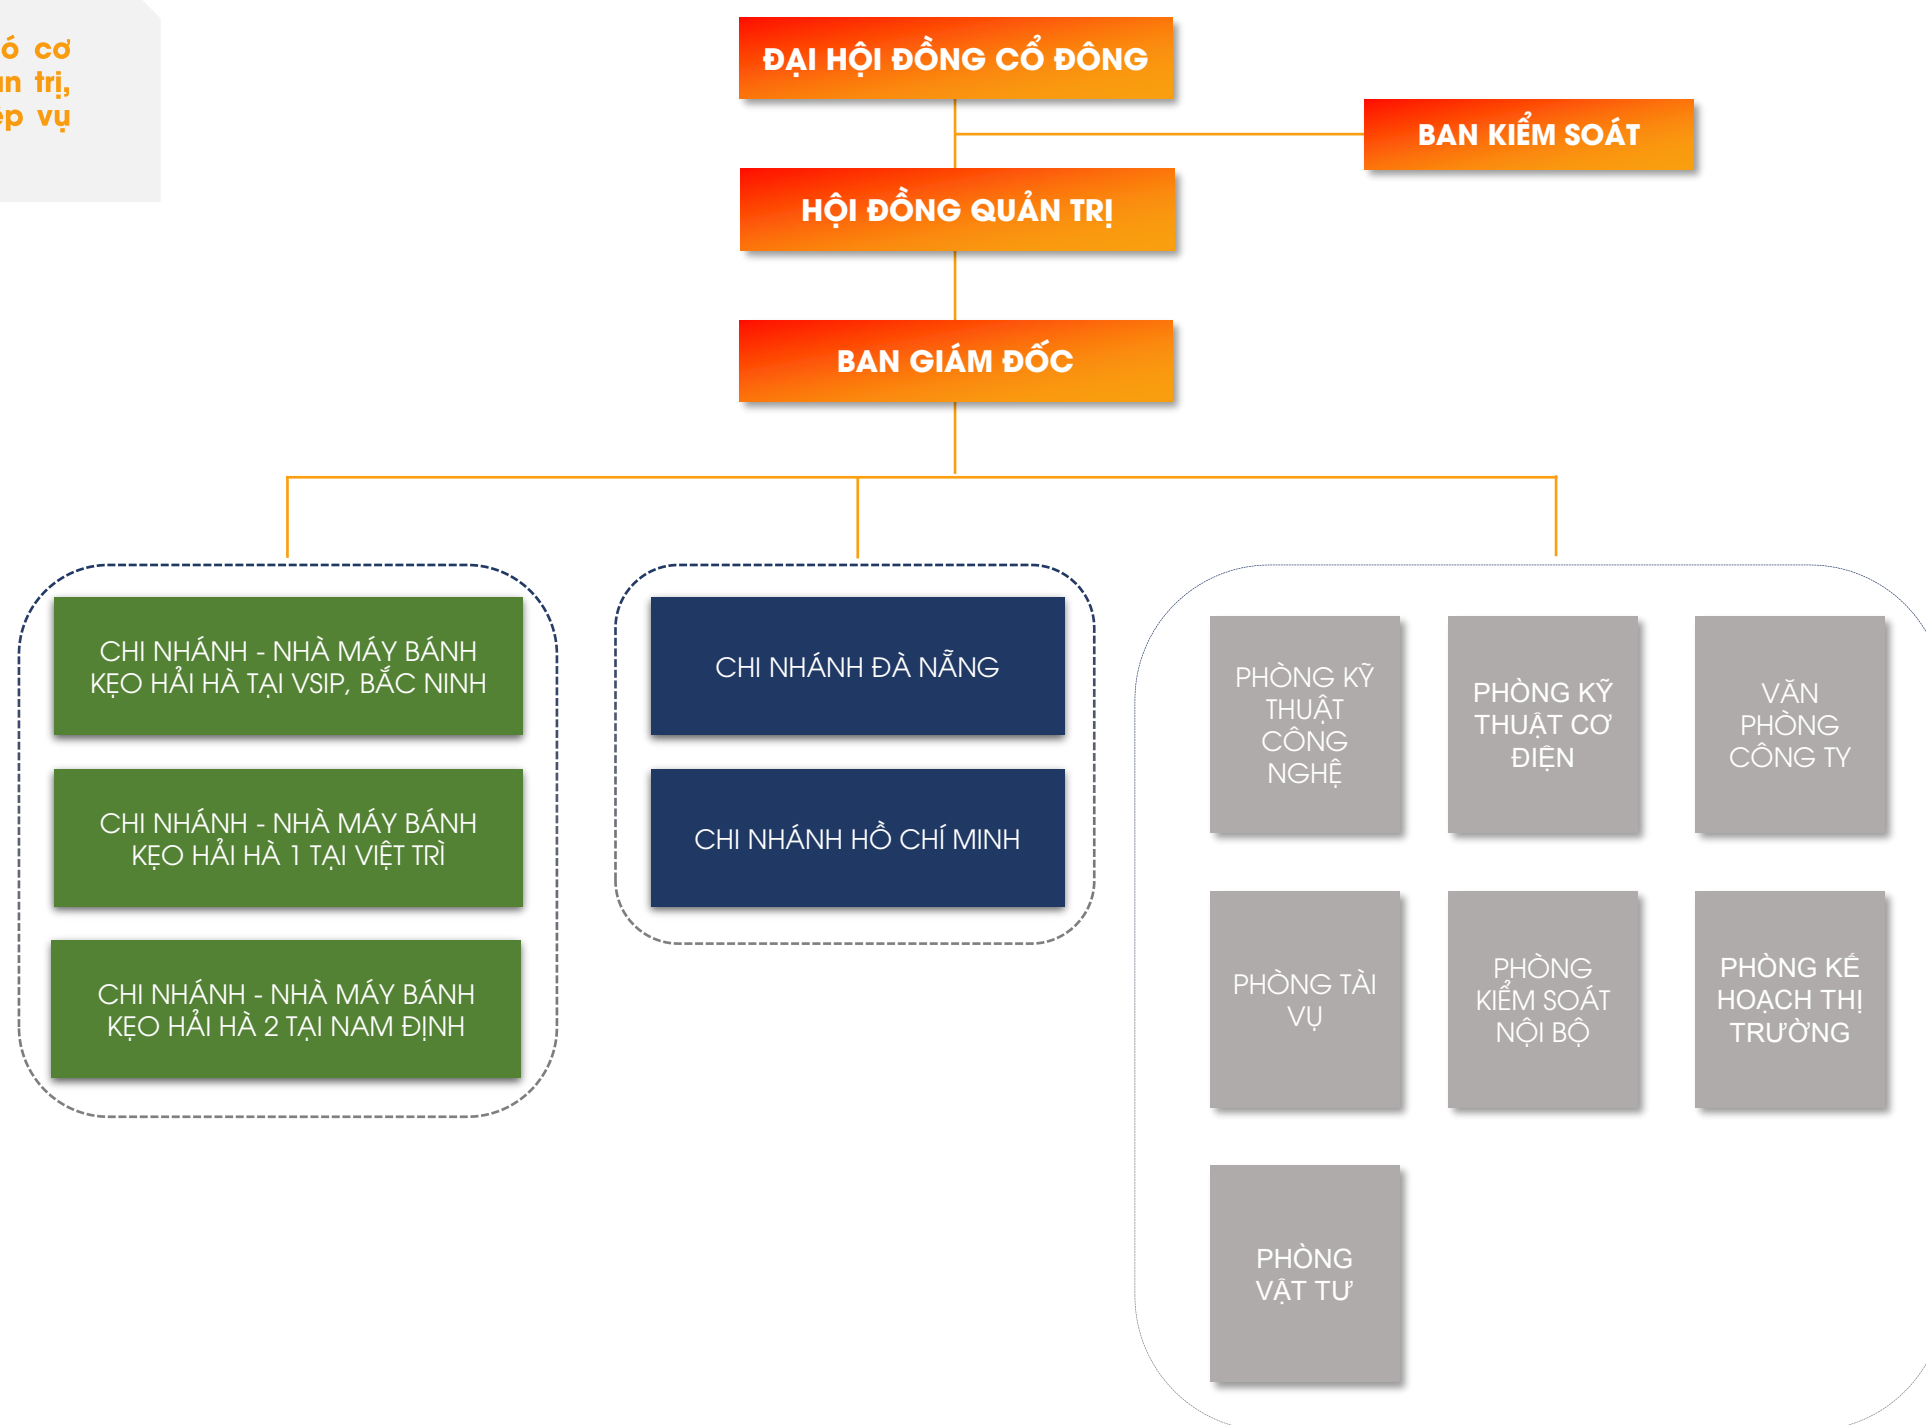 ó cơ
trị,
vụ
ĐẠI HỘI ĐỒNG CỔ ĐÔNG
BAN KIỂM SOÁT
HỘI ĐỒNG QUẢN TRỊ
BAN GIÁM ĐỐC
CHI NHÁNH - NHÀ MÁY BÁNH
KẸO HẢI HÀ TẠI VSIP, BẮC NINH
CHI NHÁNH - NHÀ MÁY BÁNH
KẸO HẢI HÀ 1 TẠI VIỆT TRÌ
CHI NHÁNH - NHÀ MÁY BÁNH
KẸO HẢI HÀ 2 TẠI NAM ĐỊNH
CHI NHÁNH ĐÀ NẴNG
CHI NHÁNH HỒ CHÍ MINH
PHÒNG KỸ
THUẬT
CÔNG
NGHỆ
PHÒNG KỸ
THUẬT CƠ
ĐIỆN
VĂN
PHÒNG
CÔNG TY
PHÒNG TÀI
VỤ
PHÒNG
KIỂM SOÁT
NỘI BỘ
PHÒNG KẾ
HOẠCH THỊ
TRƯỜNG
PHÒNG
VẬT TƯ